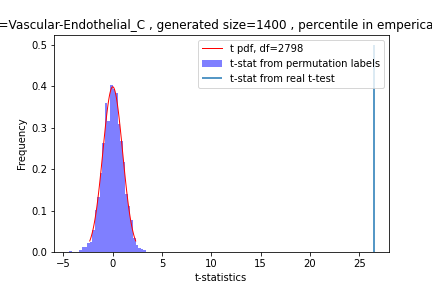 =Vascular-Endothelial_C , generated size=1400 , percentile in emperica
t pdf, df=2798
t-stat from permutation labels
t-stat from real t-test
0.5
0.4
0.3
0.2
0.1
0.0
Frequency
−5
0
5
10
15
20
25
t-statistics